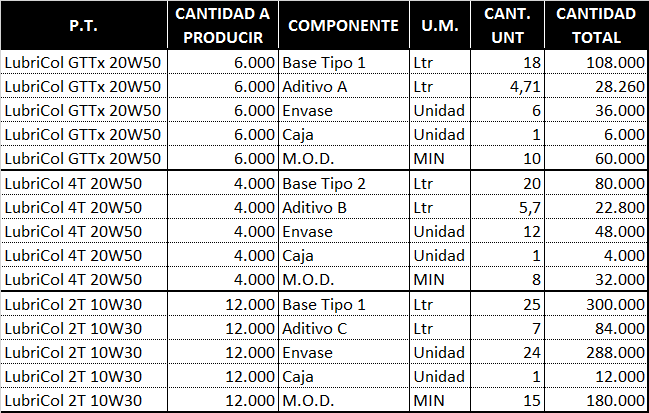 P.T. CANTIDAD A PRODUCIR COMPONENTE U.M. CANT. UNT CANTIDAD TOTAL
LubriCol GTTx 20W50 6.000 Base Tipo 1 Ltr 18 108.000
LubriCol GTTx 20W50 6.000 Aditivo A Ltr 4,71 28.260
LubriCol GTTx 20W50 6.000 Envase Unidad 6 36.000
LubriCol GTTx 20W50 6.000 Caja Unidad 1 6.000
LubriCol GTTx 20W50 6.000 M.O.D. MIN 10 60.000
LubriCol 4T 20W50 4.000 Base Tipo 2 Ltr 20 80.000
LubriCol 4T 20W50 4.000 Aditivo B Ltr 5,7 22.800
LubriCol 4T 20W50 4.000 Envase Unidad 12 48.000
LubriCol 4T 20W50 4.000 Caja Unidad 1 4.000
LubriCol 4T 20W50 4.000 M.O.D. MIN 8 32.000
LubriCol 2T 10W30 12.000 Base Tipo 1 Ltr 25 300.000
LubriCol 2T 10W30 12.000 Aditivo C Ltr 7 84.000
LubriCol 2T 10W30 12.000 Envase Unidad 24 288.000
LubriCol 2T 10W30 12.000 Caja Unidad 1 12.000
LubriCol 2T 10W30 12.000 M.O.D. MIN 15 180.000